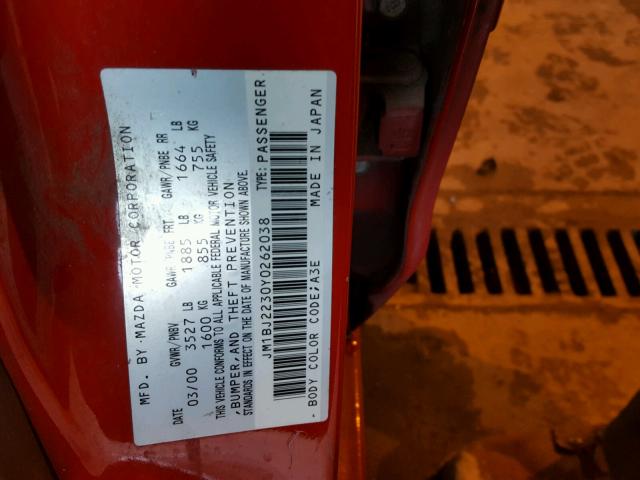 MFD. BY MAZDA MOTOR CORPORATION
DATE GVWR/PNBV GAWR/PNBE FRT GAWR/PNBE RR
03/00 3527 LB 1885 LB 1664 LB
1600 KG 855 KG 755 KG
THIS VEHICLE CONFORMS TO ALL APPLICABLE FEDERAL MOTOR VEHICLE SAFETY
, BUMPER, AND THEFT PREVENTION
STANDARDS IN EFFECT ON THE DATE OF MANUFACTURE SHOWN ABOVE.
JM1BJ2230Y0262038 TYPE: PASSENGER
BODY COLOR CODE; A3E MADE IN JAPAN